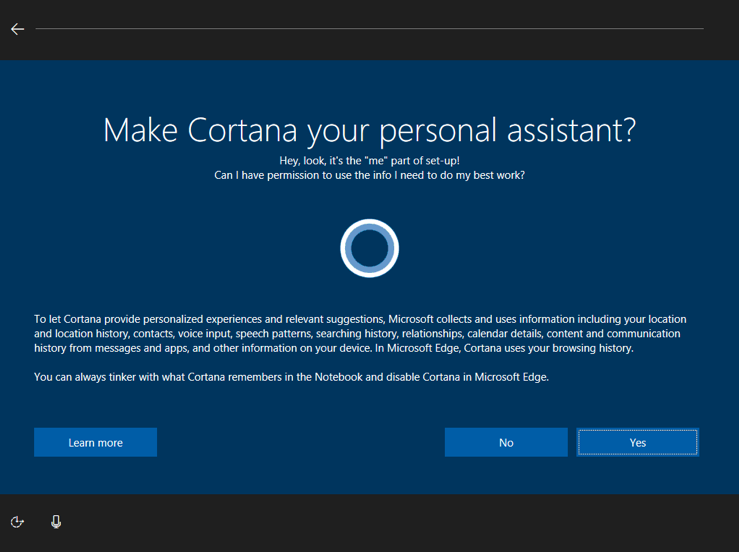 Make Cortana your personal assistant?
Hey, look, it's the "me" part of set-up!
Can I have permission to use the info I need to do my best work?
To let Cortana provide personalized experiences and relevant suggestions, Microsoft collects and uses information including your location
and location history, contacts, voice input, speech patterns, searching history, relationships, calendar details, content and communication
history from messages and apps, and other information on your device. In Microsoft Edge, Cortana uses your browsing history.
You can always tinker with what Cortana remembers in the Notebook and disable Cortana in Microsoft Edge.
Learn more
No
Yes